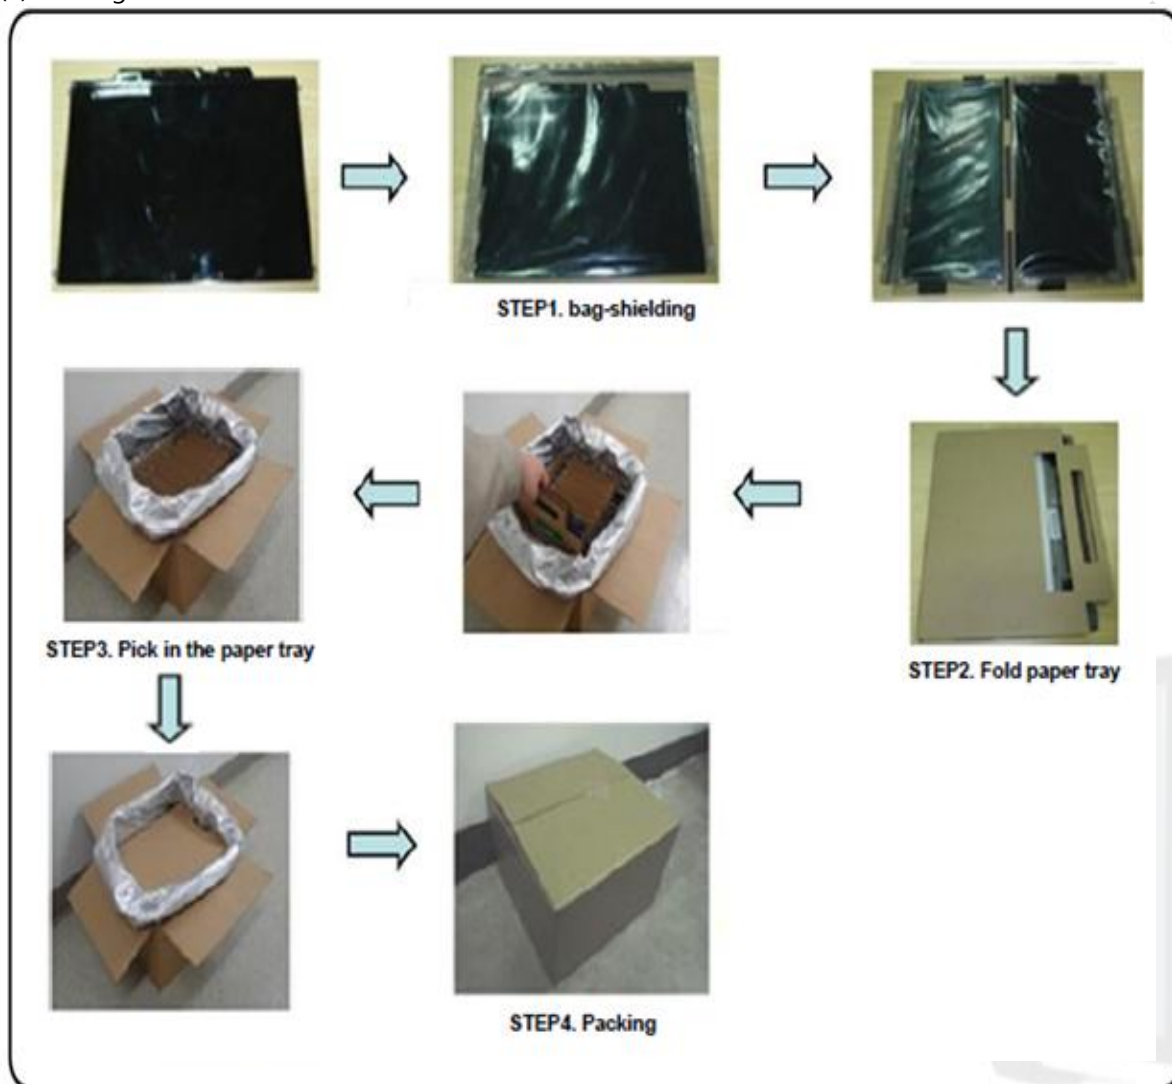 STEP1. bag-shielding
STEP3. Pick in the paper tray
STEP2. Fold paper tray
STEP4. Packing